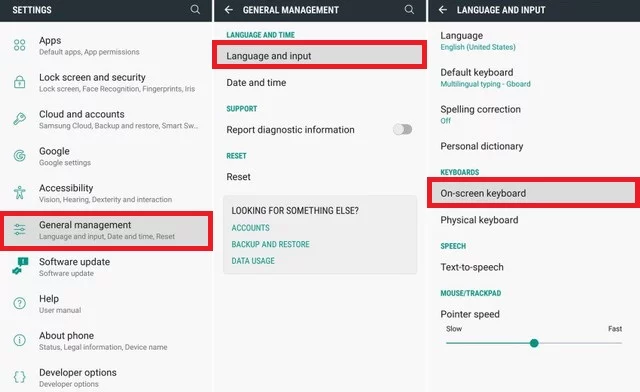 SETTINGS
Apps
Default apps, App permissions
Lock screen and security
Lock screen, Face Recognition, Fingerprints, Iris
Cloud and accounts
Samsung Cloud, Backup and restore, Smart Sw...
Google
Google settings
Accessibility
Vision, Hearing, Dexterity and interaction
General management
Language and input, Date and time, Reset
Software update
Software update
Help
User manual
About phone
Status, Legal information, Device name
Developer options
Developer options
GENERAL MANAGEMENT
LANGUAGE AND TIME
Language and input
Date and time
SUPPORT
Report diagnostic information
RESET
Reset
LOOKING FOR SOMETHING ELSE?
ACCOUNTS
BACKUP AND RESTORE
DATA USAGE
LANGUAGE AND INPUT
Language
English (United States)
Default keyboard
Multilingual typing - Gboard
Spelling correction
Off
Personal dictionary
KEYBOARDS
On-screen keyboard
Physical keyboard
SPEECH
Text-to-speech
MOUSE/TRACKPAD
Pointer speed
Slow Fast